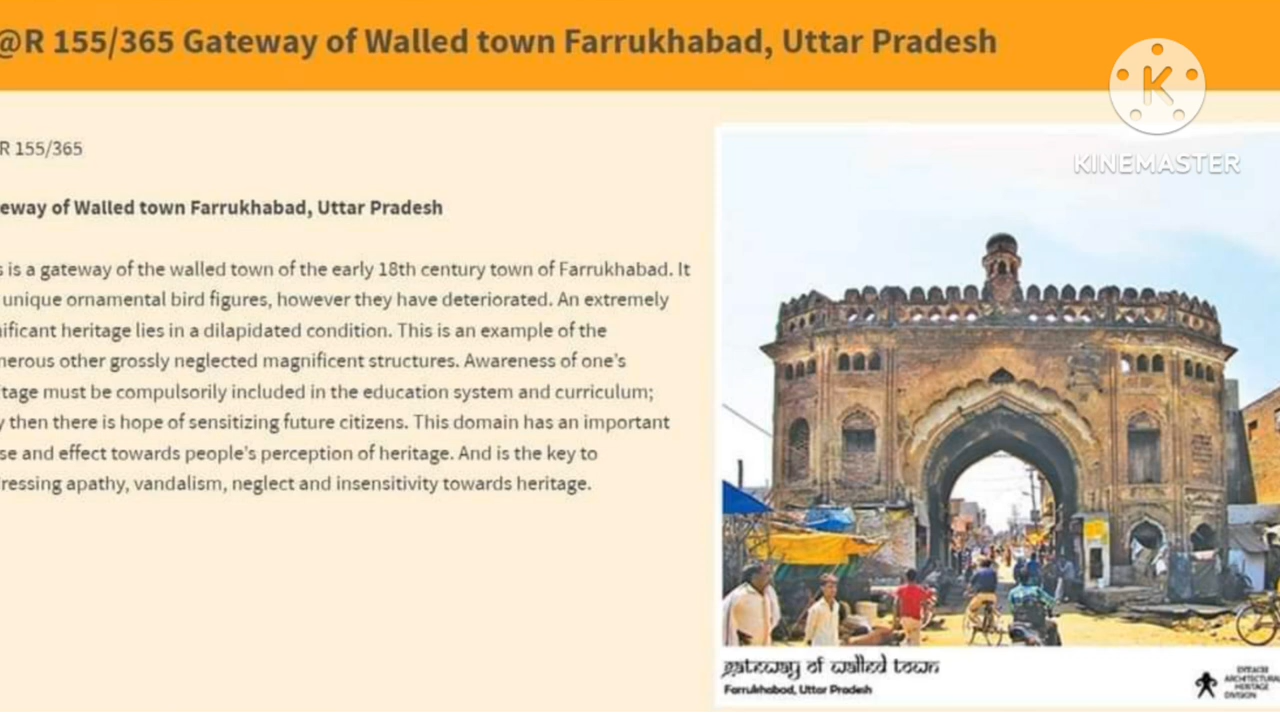 @R 155/365 Gateway of Walled town Farrukhabad, Uttar Pradesh
K
KINEMASTER
R 155/365
eway of Walled town Farrukhabad, Uttar Pradesh
s is a gateway of the walled town of the early 18th century town of Farrukhabad. It
unique ornamental bird figures, however they have deteriorated. An extremely
nificant heritage lies in a dilapidated condition. This is an example of the
nerous other grossly neglected magnificent structures. Awareness of one's
itage must be compulsorily included in the education system and curriculum;
y then there is hope of sensitizing future citizens. This domain has an important
se and effect towards people's perception of heritage. And is the key to
ressing apathy, vandalism, neglect and insensitivity towards heritage.
gateway of walled town
Farrukhabad, Uttar Pradesh
ARCHITECTURAL
HERITAGE
DIVISION